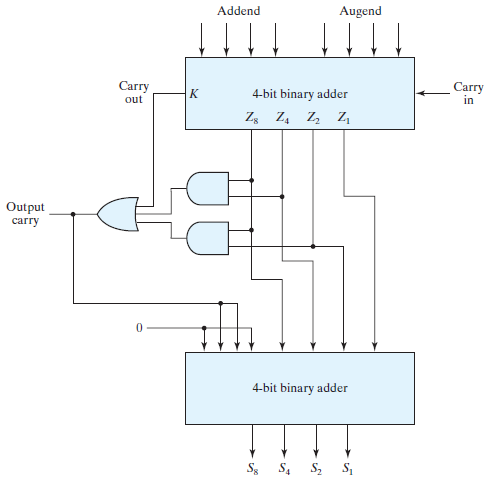 Addend Augend
Carry out
K
4-bit binary adder
Carry in
Z₈ Z₄ Z₂ Z₁
Output carry
0
4-bit binary adder
S₈ S₄ S₂ S₁